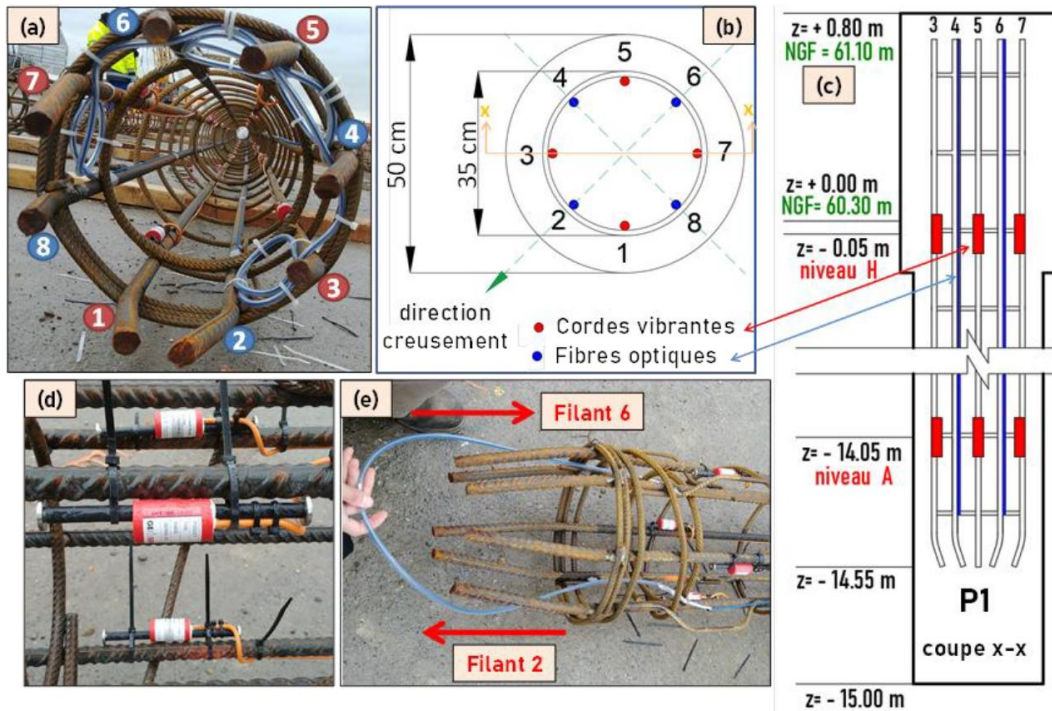 (a)
6
5
7
4
8
3
1
2
(b)
5
4
6
x
x
3
7
2
8
1
50 cm
35 cm
direction
creusement
Cordes vibrantes
Fibres optiques
(c)
3 4 5 6 7
z= + 0.80 m
NGF= 61.10 m
z= + 0.00 m
NGF= 60.30 m
z= - 0.05 m
niveau H
z= - 14.05 m
niveau A
z= - 14.55 m
P1
coupe x-x
z= - 15.00 m
(d)
(e)
Filant 6
Filant 2